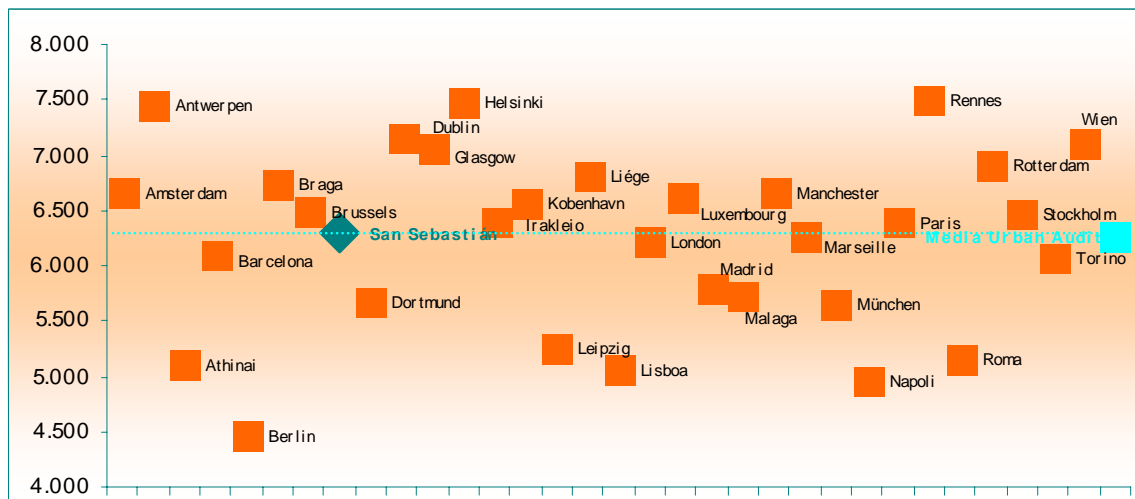 8.000
7.500
7.000
6.500
6.000
5.500
5.000
4.500
4.000
Antwerpen
Helsinki
Rennes
Wien
Dublin
Glasgow
Amsterdam
Braga
Brussels
Liége
Kobenhavn
Irakleio
Luxembourg
Manchester
Rotterdam
Stockholm
Paris
San Sebastián
Media Urban Audit
Barcelona
London
Marseille
Torino
Madrid
Malaga
Dortmund
München
Athinai
Leipzig
Lisboa
Roma
Napoli
Berlin